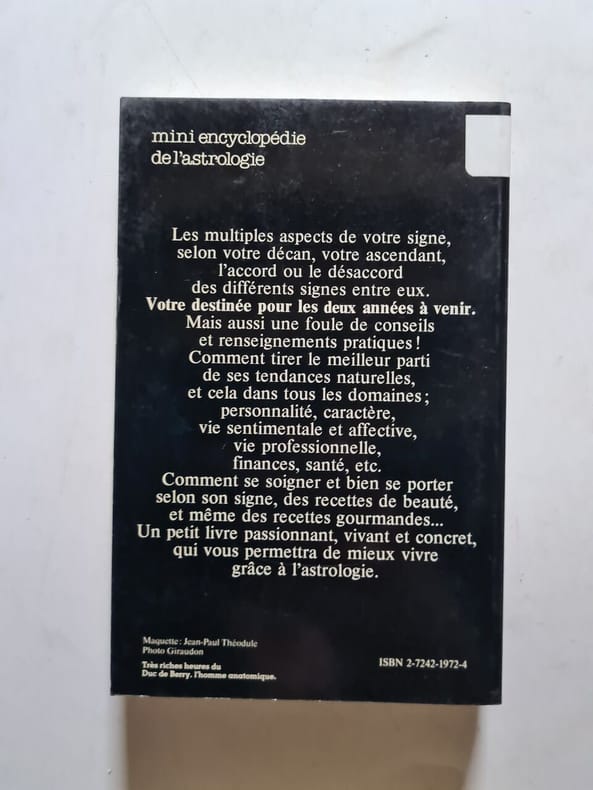 mini encyclopédie
de l'astrologie
Les multiples aspects de votre signe,
selon votre décan, votre ascendant,
l'accord ou le désaccord
des différents signes entre eux.
Votre destinée pour les deux années à venir.
Mais aussi une foule de conseils
et renseignements pratiques !
Comment tirer le meilleur parti
de ses tendances naturelles,
et cela dans tous les domaines ;
personnalité, caractère,
vie sentimentale et affective,
vie professionnelle,
finances, santé, etc.
Comment se soigner et bien se porter
selon son signe, des recettes de beauté,
et même des recettes gourmandes...
Un petit livre passionnant, vivant et concret,
qui vous permettra de mieux vivre
grâce à l'astrologie.
Maquette : Jean-Paul Théodule
Photo Giraudon
Très riches heures du
Duc de Berry. l'homme anatomique.
ISBN 2-7242-1972-4